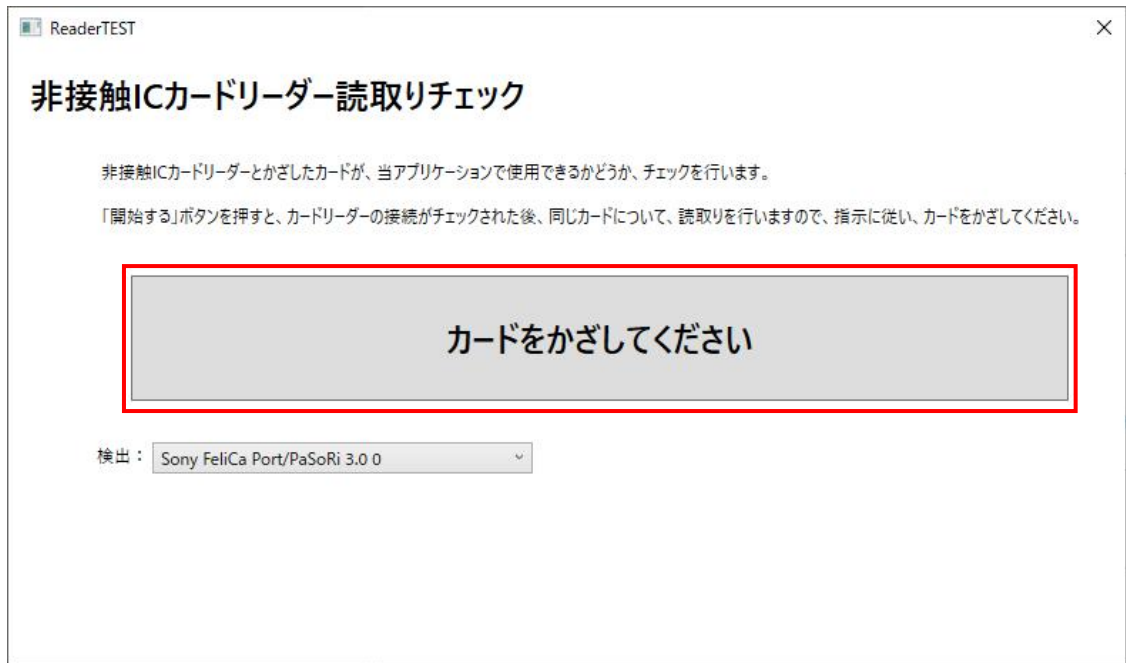 ReaderTEST
非接触ICカードリーダー読取りチェック
非接触ICカードリーダーとかざしたカードが、当アプリケーションで使用できるかどうか、チェックを行います。
「開始する」ボタンを押すと、カードリーダーの接続がチェックされた後、同じカードについて、読取りを行いますので、指示に従い、カードをかざしてください。
カードをかざしてください
検出： Sony FeliCa Port/PaSoRi 3.0 0